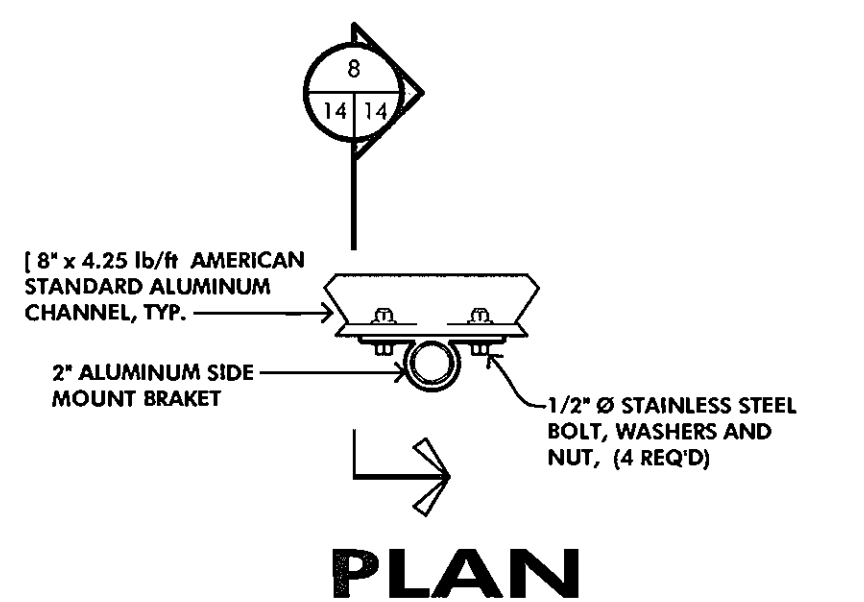 8
14 14
[ 8" x 4.25 lb/ft AMERICAN
STANDARD ALUMINUM
CHANNEL, TYP.
2" ALUMINUM SIDE
MOUNT BRAKET
1/2" Ø STAINLESS STEEL
BOLT, WASHERS AND
NUT, (4 REQ'D)
PLAN